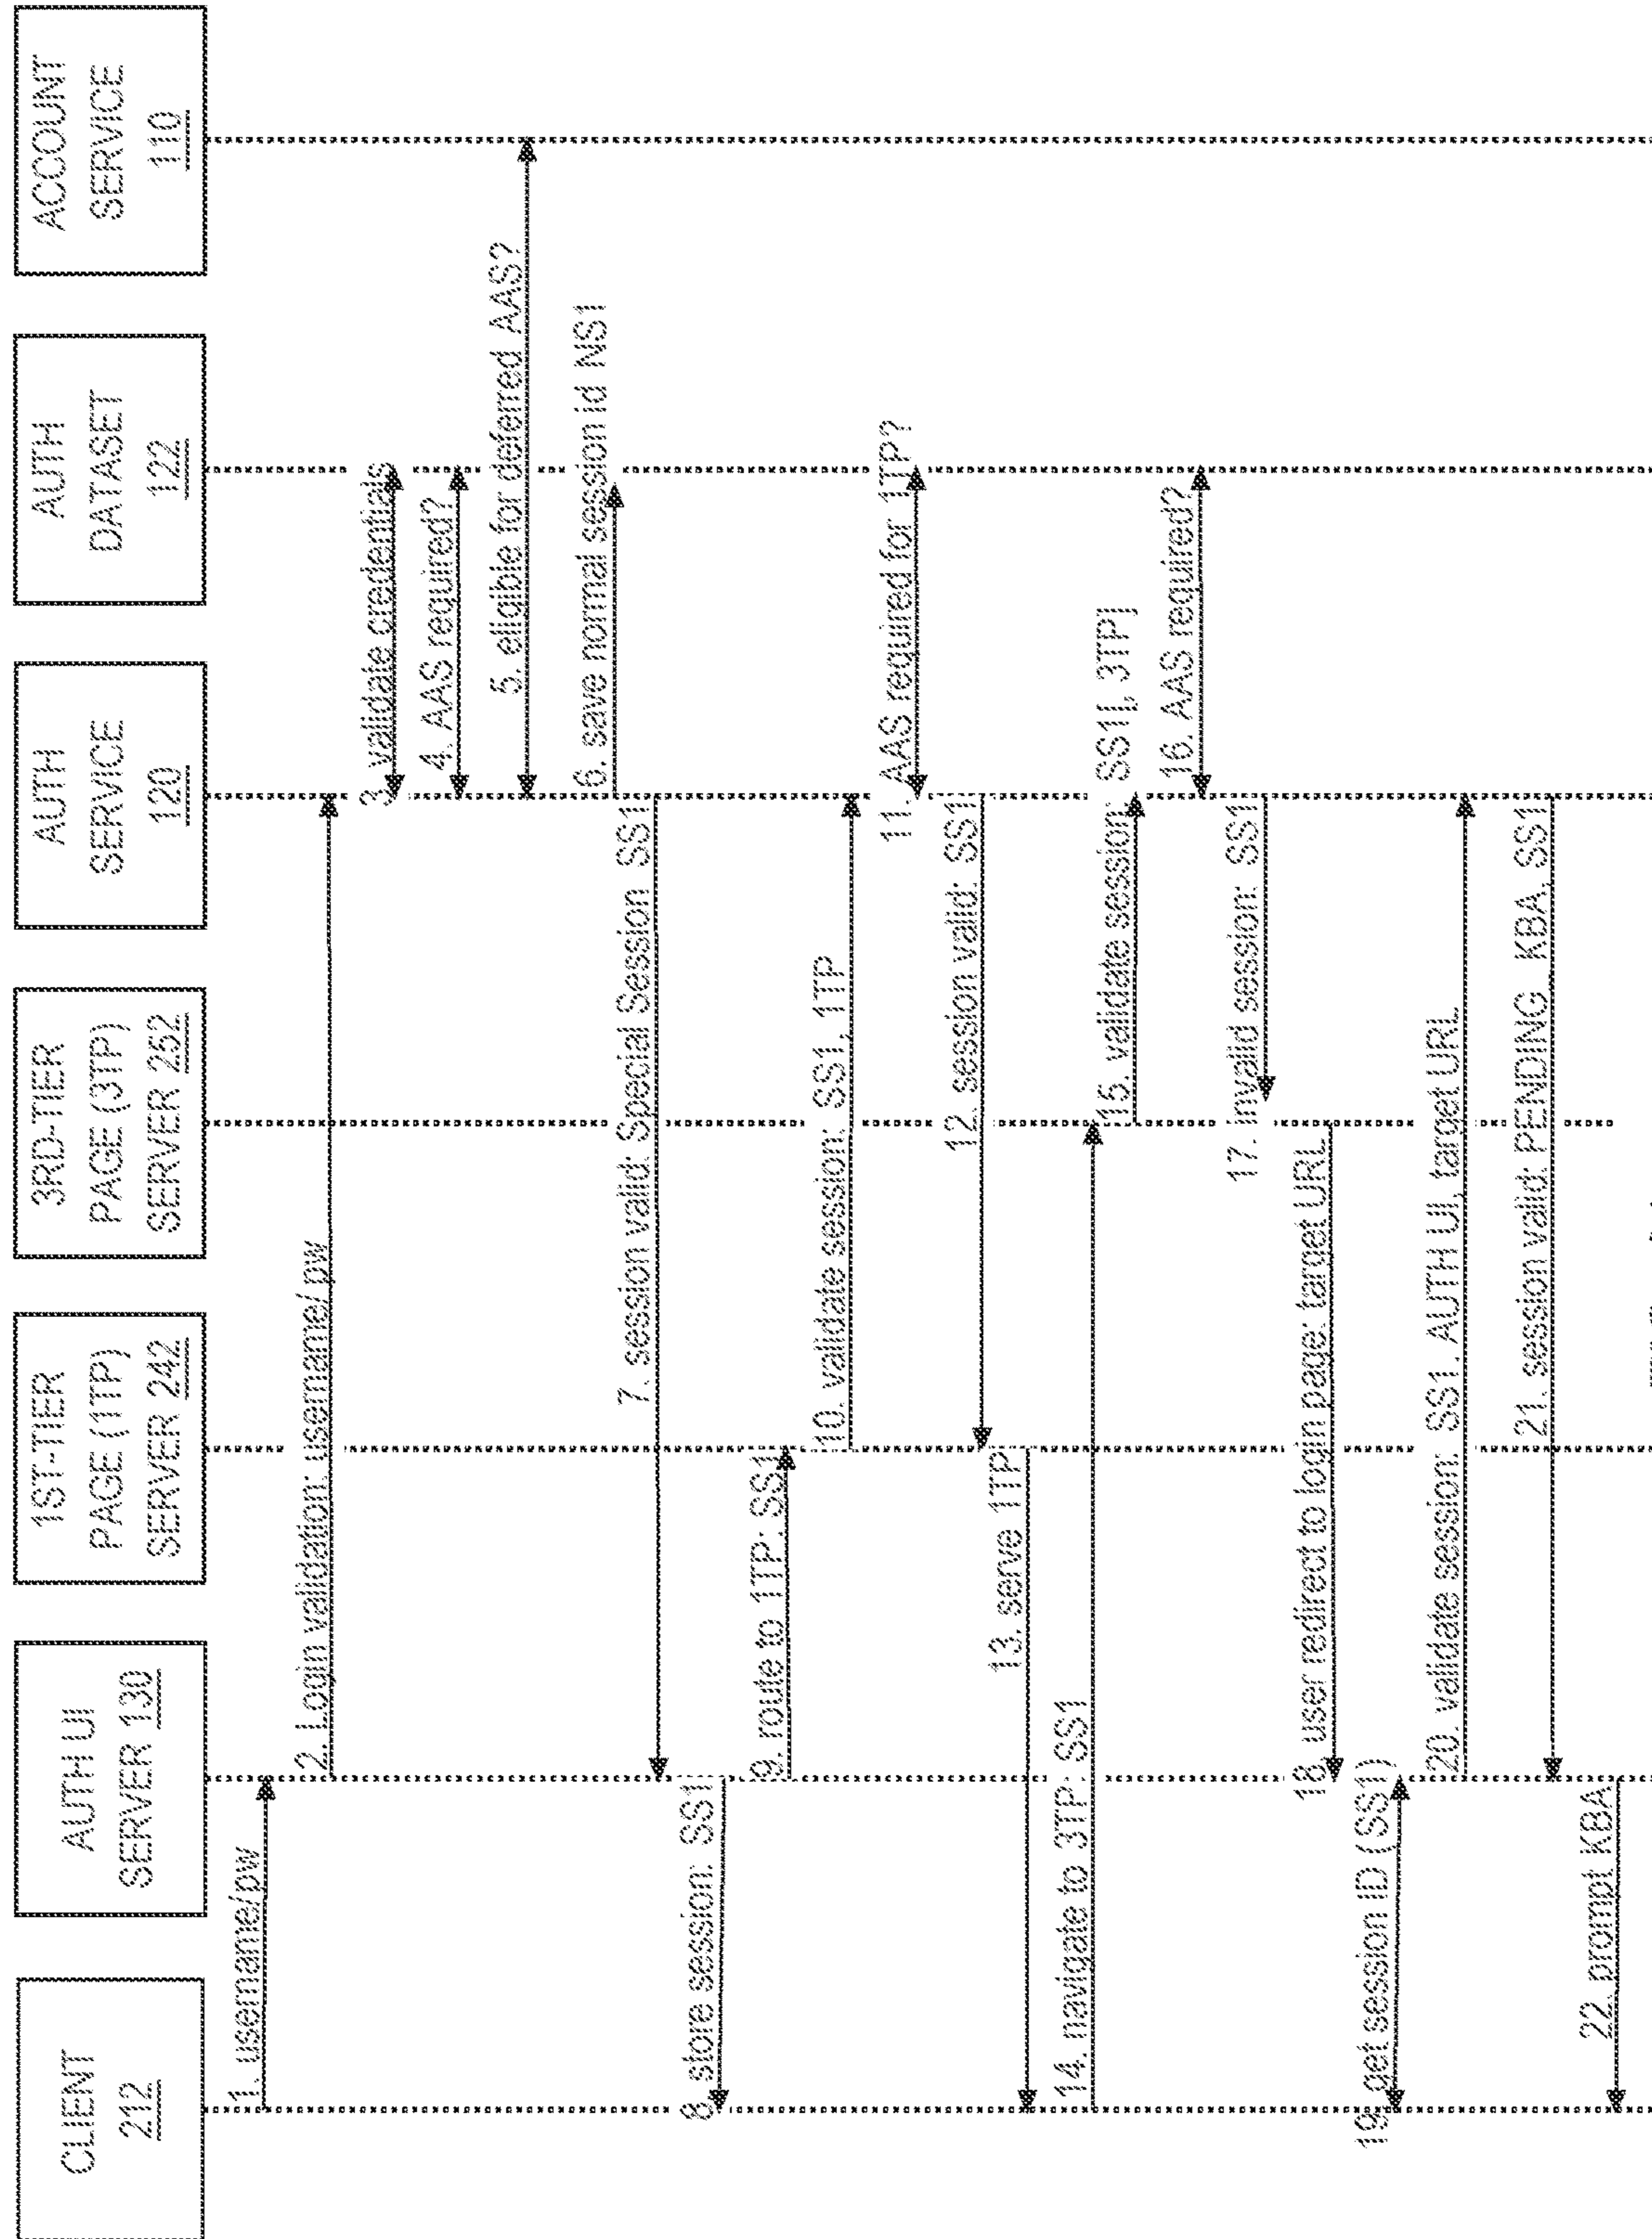 CLIENT
212
AUTH UI
SERVER 130
1ST-TIER
PAGE (1TP)
SERVER 242
3RD-TIER
PAGE (3TP)
SERVER 252
AUTH
SERVICE
120
AUTH
DATASET
122
ACCOUNT
SERVICE
110
1. username/pw
2. Login validation: username/ pw
3. validate credentials
4. AAS required?
5. eligible for deferred AAS?
6. save normal session id NS1
7. session valid: Special Session SS1
8. store session: SS1
9. route to 1TP: SS1
10. validate session: SS1, 1TP
11. AAS required for 1TP?
12. session valid: SS1
13. serve 1TP
14. navigate to 3TP: SS1
15. validate session: SS1[, 3TP]
16. AAS required?
17. invalid session: SS1
18. user redirect to login page: target URL
19. get session ID (SS1)
20. validate session: SS1, AUTH UI, target URL
21. session valid: PENDING KBA, SS1
22. prompt KBA